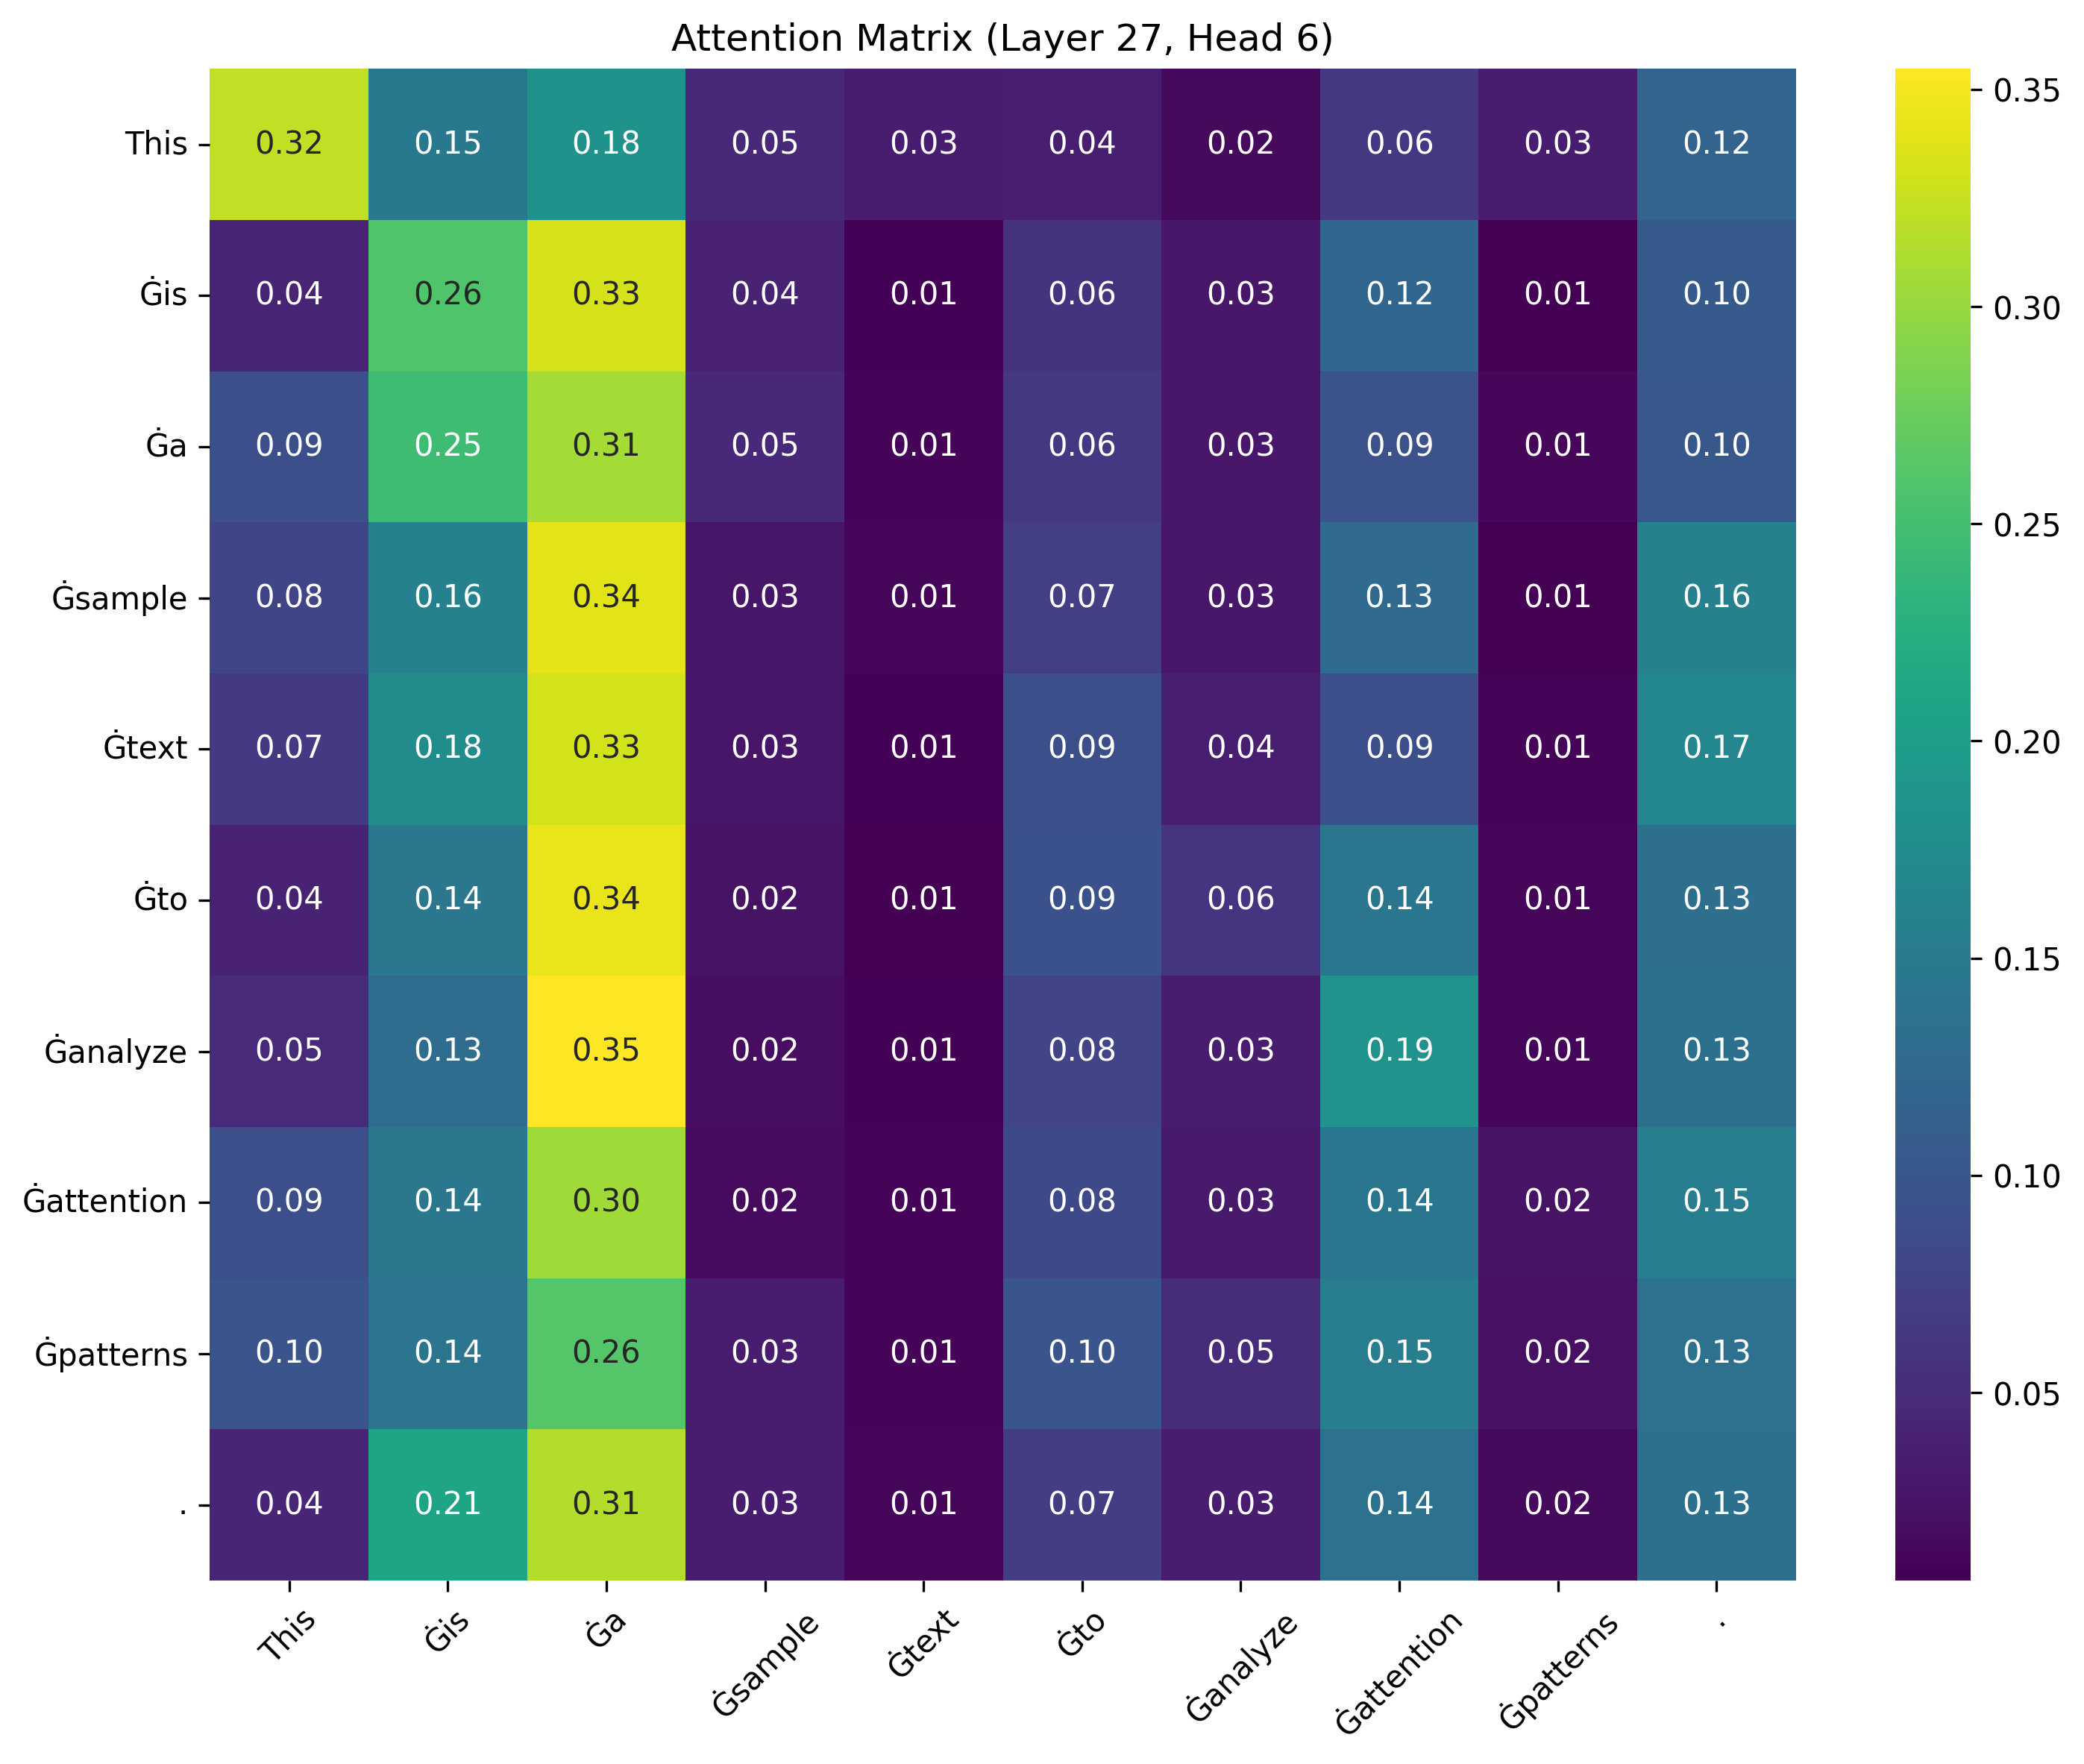 Attention Matrix (Layer 27, Head 6)
This 0.32 0.15 0.18 0.05 0.03 0.04 0.02 0.06 0.03 0.12
Ġis 0.04 0.26 0.33 0.04 0.01 0.06 0.03 0.12 0.01 0.10
Ġa 0.09 0.25 0.31 0.05 0.01 0.06 0.03 0.09 0.01 0.10
Ġsample 0.08 0.16 0.34 0.03 0.01 0.07 0.03 0.13 0.01 0.16
Ġtext 0.07 0.18 0.33 0.03 0.01 0.09 0.04 0.09 0.01 0.17
Ġto 0.04 0.14 0.34 0.02 0.01 0.09 0.06 0.14 0.01 0.13
Ġanalyze 0.05 0.13 0.35 0.02 0.01 0.08 0.03 0.19 0.01 0.13
Ġattention 0.09 0.14 0.30 0.02 0.01 0.08 0.03 0.14 0.02 0.15
Ġpatterns 0.10 0.14 0.26 0.03 0.01 0.10 0.05 0.15 0.02 0.13
. 0.04 0.21 0.31 0.03 0.01 0.07 0.03 0.14 0.02 0.13
This Ġis Ġa Ġsample Ġtext Ġto Ġanalyze Ġattention Ġpatterns .
0.35
0.30
0.25
0.20
0.15
0.10
0.05